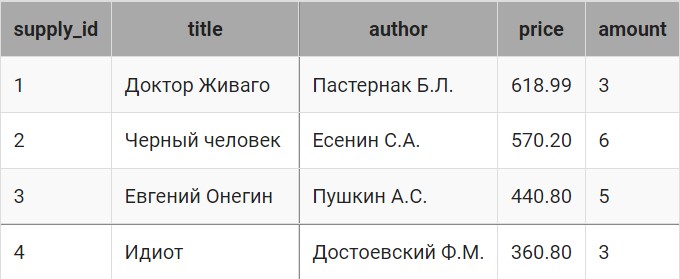 supply_id title author price amount
1 Доктор Живаго Пастернак Б.Л. 618.99 3
2 Черный человек Есенин С.А. 570.20 6
3 Евгений Онегин Пушкин А.С. 440.80 5
4 Идиот Достоевский Ф.М. 360.80 3